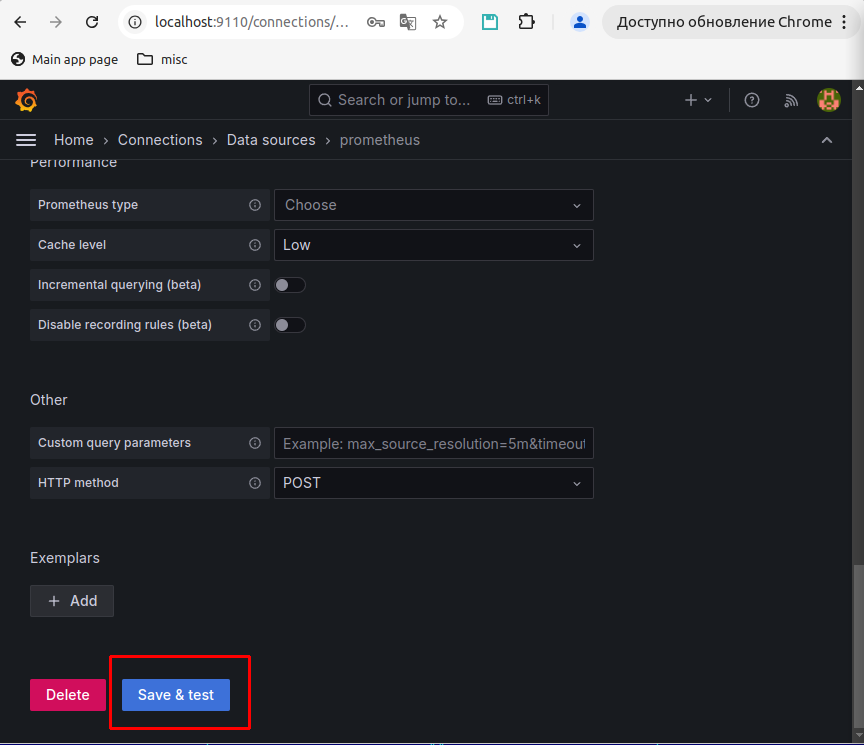 localhost:9110/connections/...
Доступно обновление Chrome
Main app page
misc
Search or jump to...
ctrl+k
Home › Connections › Data sources › prometheus
Performance
Prometheus type
Choose
Cache level
Low
Incremental querying (beta)
Disable recording rules (beta)
Other
Custom query parameters
Example: max_source_resolution=5m&timeout
HTTP method
POST
Exemplars
+ Add
Delete
Save & test